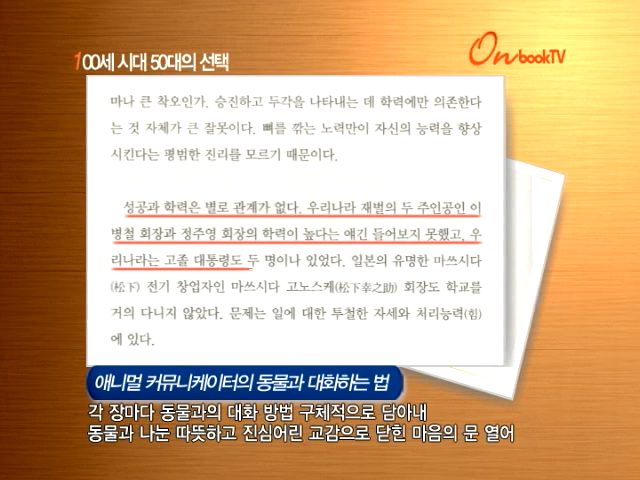 100세 시대 50대의 선택
On bookTV
마나 큰 착오인가. 승진하고 두각을 나타내는 데 학력에만 의존한다
는 것 자체가 큰 잘못이다. 뼈를 깎는 노력만이 자신의 능력을 향상
시킨다는 평범한 진리를 모르기 때문이다.
성공과 학력은 별로 관계가 없다. 우리나라 재벌의 두 주인공인 이
병철 회장과 정주영 회장의 학력이 높다는 얘긴 들어보지 못했고, 우
리나라는 고졸 대통령도 두 명이나 있었다. 일본의 유명한 마쓰시다
(松下) 전기 창업자인 마쓰시다 고노스케(松下幸之助) 회장도 학교를
거의 다니지 않았다. 문제는 일에 대한 투철한 자세와 처리능력(힘)
에 있다.
애니멀 커뮤니케이터의 동물과 대화하는 법
각 장마다 동물과의 대화 방법 구체적으로 담아내
동물과 나눈 따뜻하고 진심어린 교감으로 닫힌 마음의 문 열어